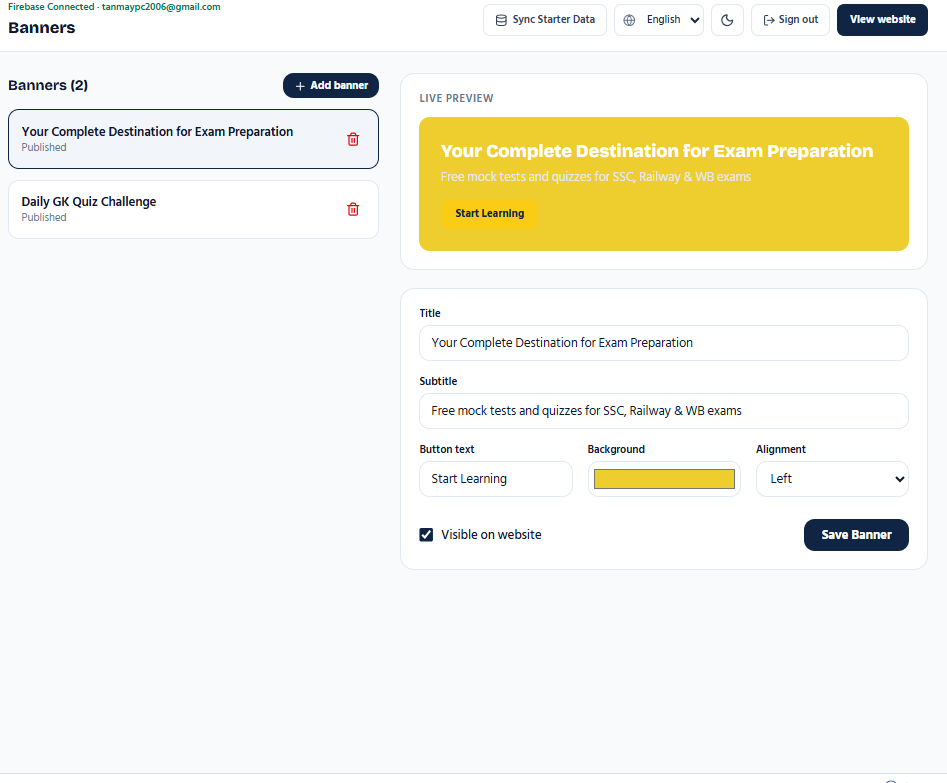 Firebase Connected · tanmaypc2006@gmail.com
Banners
Sync Starter Data
English
Sign out
View website
Banners (2)
+ Add banner
Your Complete Destination for Exam Preparation
Published
Daily GK Quiz Challenge
Published
LIVE PREVIEW
Your Complete Destination for Exam Preparation
Free mock tests and quizzes for SSC, Railway & WB exams
Start Learning
Title
Your Complete Destination for Exam Preparation
Subtitle
Free mock tests and quizzes for SSC, Railway & WB exams
Button text
Background
Alignment
Start Learning
Left
Visible on website
Save Banner